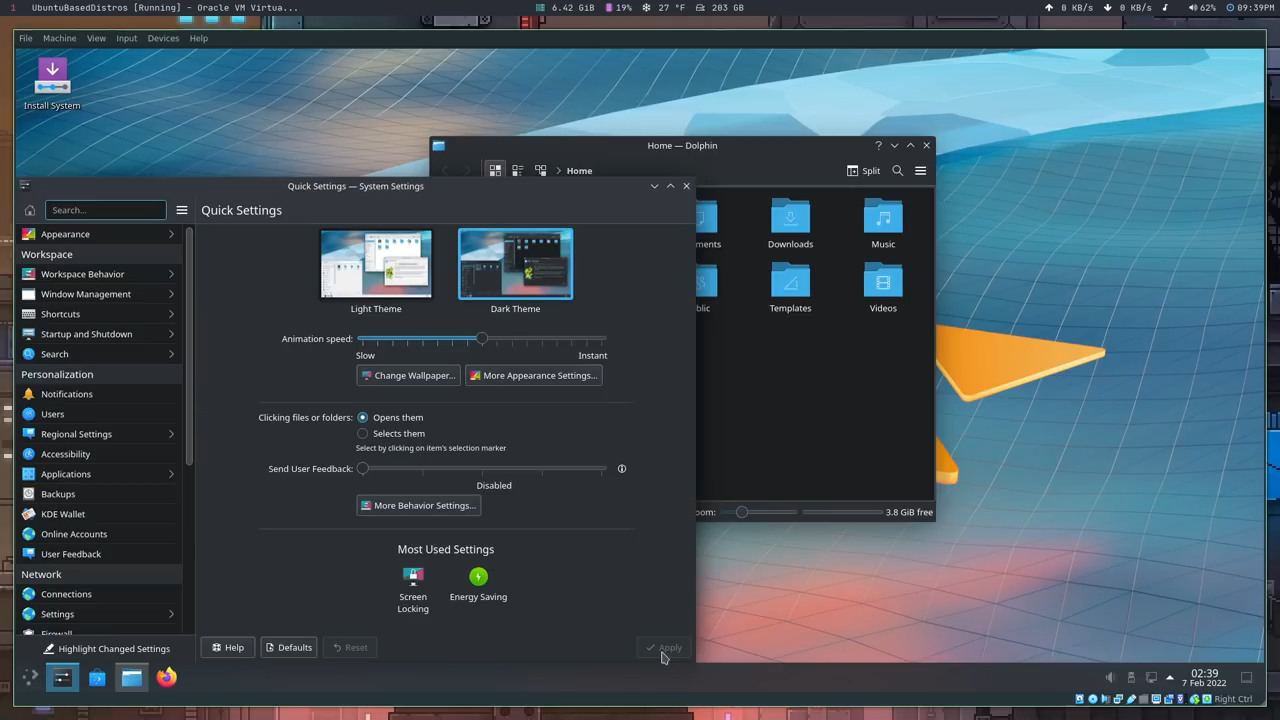 1 UbuntuBasedDistros [Running] - Oracle VM Virtua...
6.42 GiB 19% 27 °F 203 GB
0 KB/s 0 KB/s 62% 09:39PM
File Machine View Input Devices Help
Install System
Home — Dolphin
Home
Split
Quick Settings — System Settings
Search...
Quick Settings
Appearance
Workspace
Workspace Behavior
Window Management
Shortcuts
Startup and Shutdown
Search
Personalization
Notifications
Users
Regional Settings
Accessibility
Applications
Backups
KDE Wallet
Online Accounts
User Feedback
Network
Connections
Settings
Firewall
Highlight Changed Settings
Light Theme
Dark Theme
Animation speed:
Slow Instant
Change Wallpaper...
More Appearance Settings...
Clicking files or folders:
Opens them
Selects them
Select by clicking on item's selection marker
Send User Feedback:
Disabled
More Behavior Settings...
Most Used Settings
Screen
Locking
Energy Saving
Help
Defaults
Reset
Apply
ments
Downloads
Music
blic
Templates
Videos
oom:
3.8 GiB free
02:39
7 Feb 2022
Right Ctrl